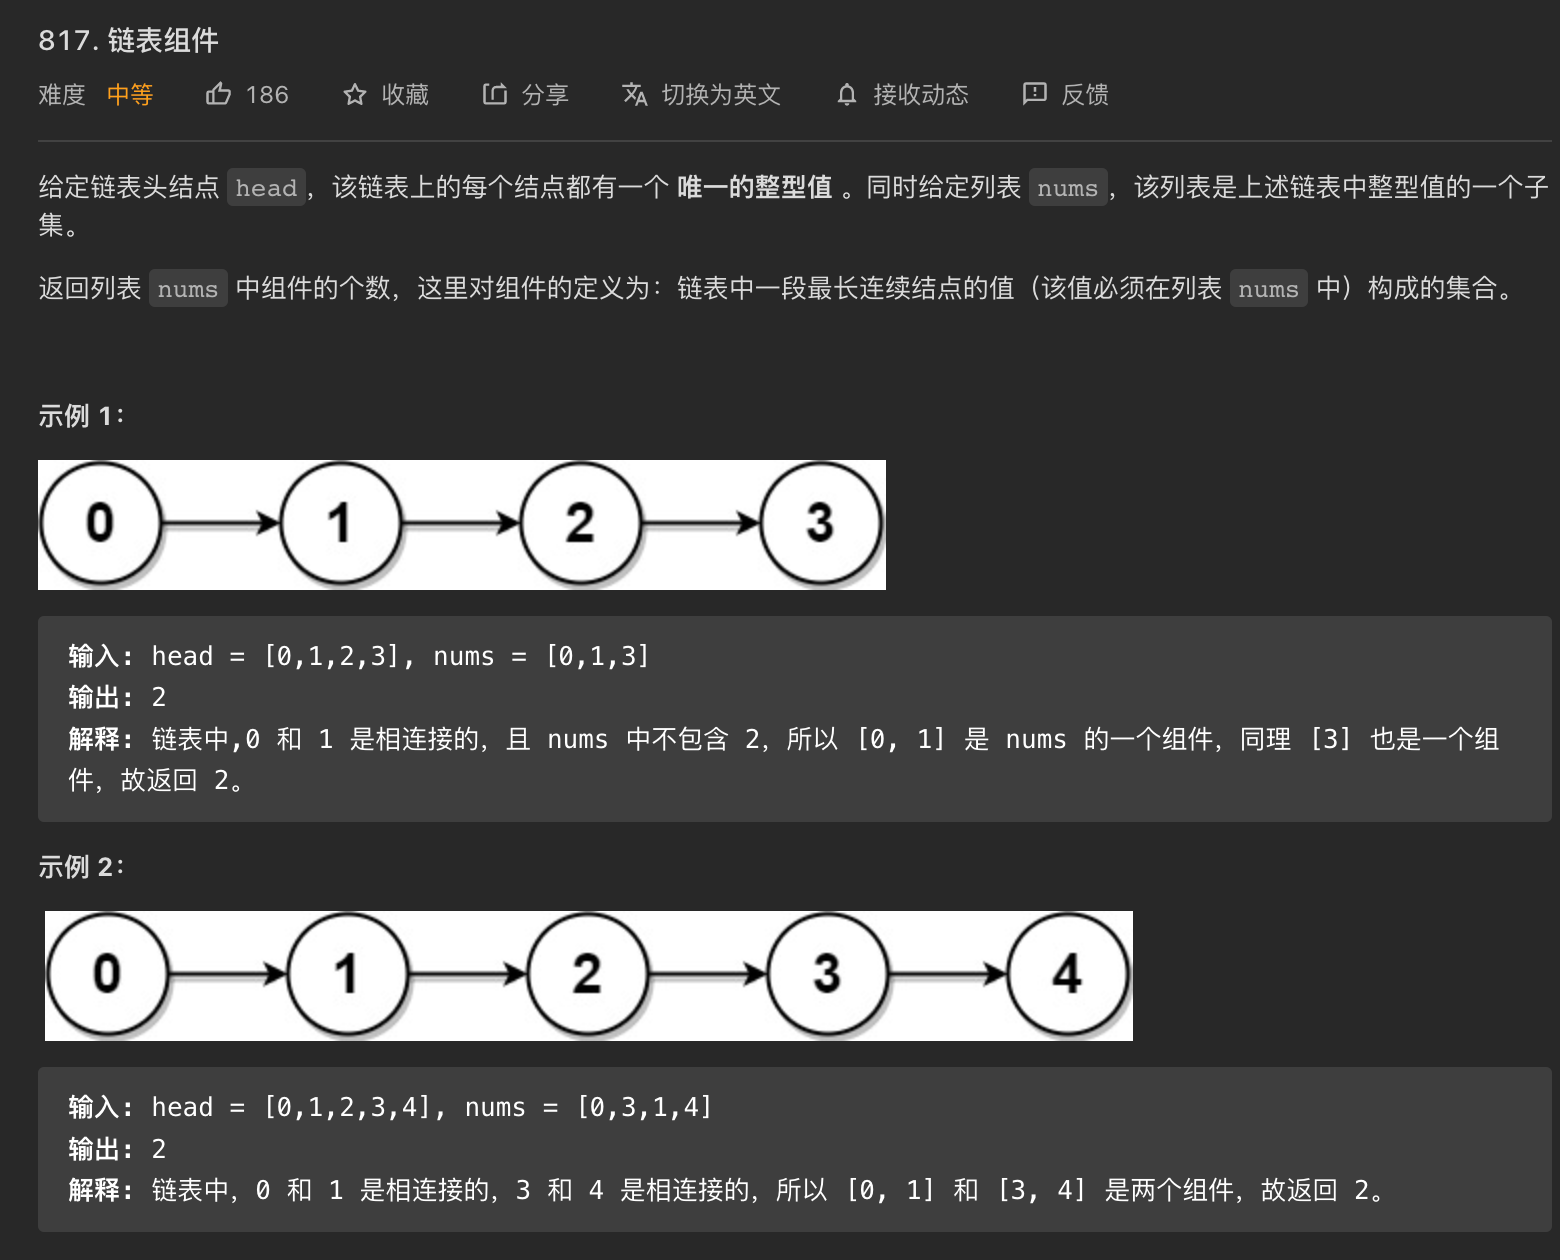 817. 链表组件
难度 中等 186 收藏 分享 切换为英文 接收动态 反馈
给定链表头结点 head，该链表上的每个结点都有一个 唯一的整型值 。同时给定列表 nums，该列表是上述链表中整型值的一个子
集。
返回列表 nums 中组件的个数，这里对组件的定义为：链表中一段最长连续结点的值（该值必须在列表 nums 中）构成的集合。
示例 1：
0 1 2 3
输入: head = [0,1,2,3], nums = [0,1,3]
输出: 2
解释: 链表中,0 和 1 是相连接的，且 nums 中不包含 2，所以 [0, 1] 是 nums 的一个组件，同理 [3] 也是一个组
件，故返回 2。
示例 2：
0 1 2 3 4
输入: head = [0,1,2,3,4], nums = [0,3,1,4]
输出: 2
解释: 链表中，0 和 1 是相连接的，3 和 4 是相连接的，所以 [0, 1] 和 [3, 4] 是两个组件，故返回 2。